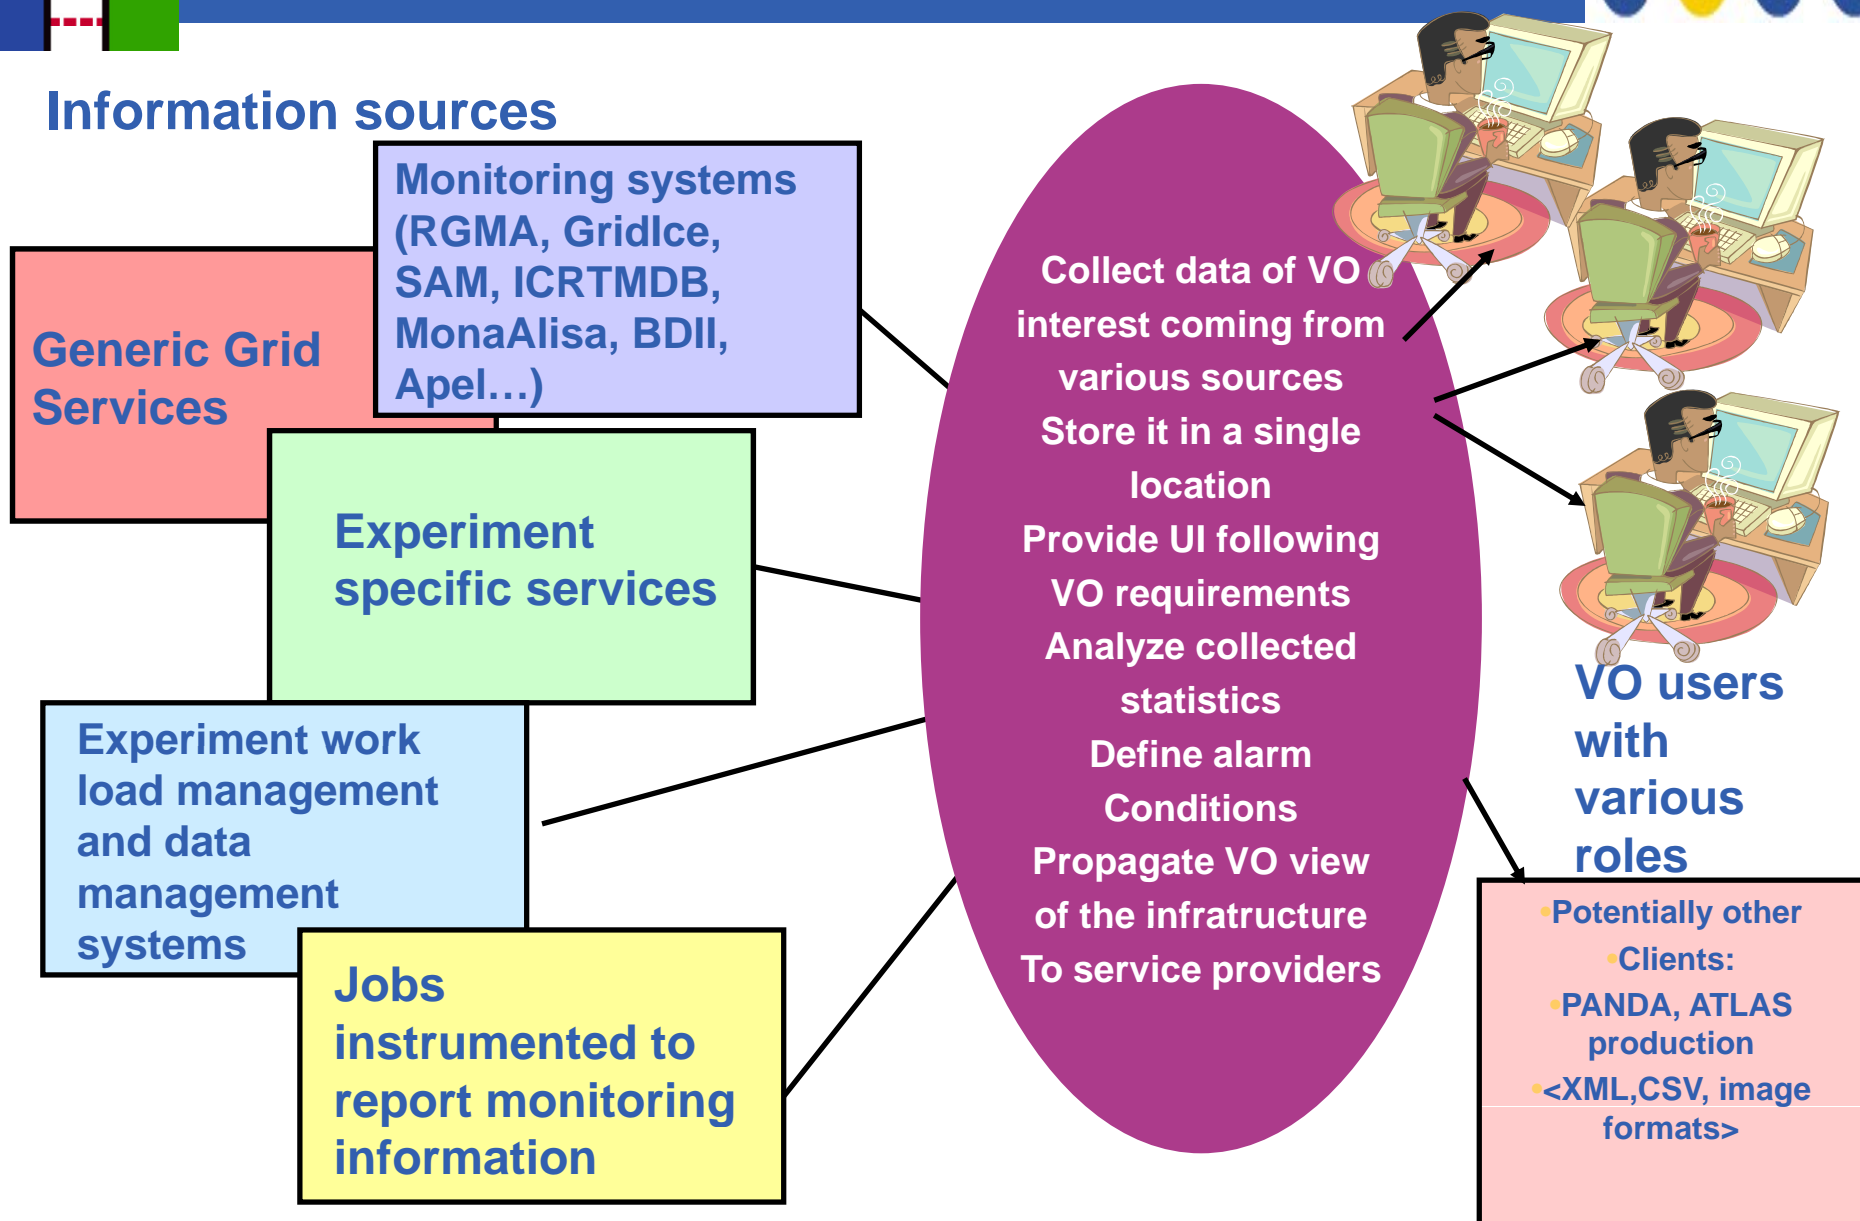 Information sources
Monitoring systems
(RGMA, GridIce,
SAM, ICRTMDB,
MonaAlisa, BDII,
Apel…)
Generic Grid
Services
Experiment
specific services
Experiment work
load management
and data
management
systems
Jobs
instrumented to
report monitoring
information
Collect data of VO
interest coming from
various sources
Store it in a single
location
Provide UI following
VO requirements
Analyze collected
statistics
Define alarm
Conditions
Propagate VO view
of the infratructure
To service providers
VO users
with
various
roles
•Potentially other
•Clients:
•PANDA, ATLAS
production
•<XML,CSV, image
formats>